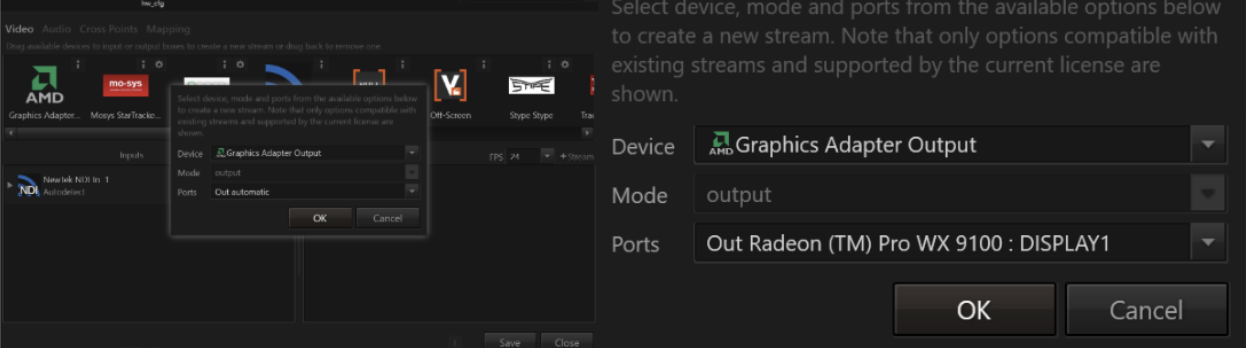 hw_cfg
Video Audio Cross Points Mapping
Drag available devices to input or output boxes to create a new stream or drag back to remove one
AMD
mo-sys
STYPE
Graphics Adapter...
Mosys StarTracke...
Off-Screen
Stype Stype
Tra
Inputs
FPS 24
+Stream
NDI
Newtek NDI In 1
Autodetect
Select device, mode and ports from the available options below
to create a new stream. Note that only options compatible with
existing streams and supported by the current license are
shown.
Device Graphics Adapter Output
Mode output
Ports Out automatic
OK Cancel
Save Close
Select device, mode and ports from the available options below
to create a new stream. Note that only options compatible with
existing streams and supported by the current license are
shown.
Device AMD Graphics Adapter Output
Mode output
Ports Out Radeon (TM) Pro WX 9100 : DISPLAY1
OK Cancel